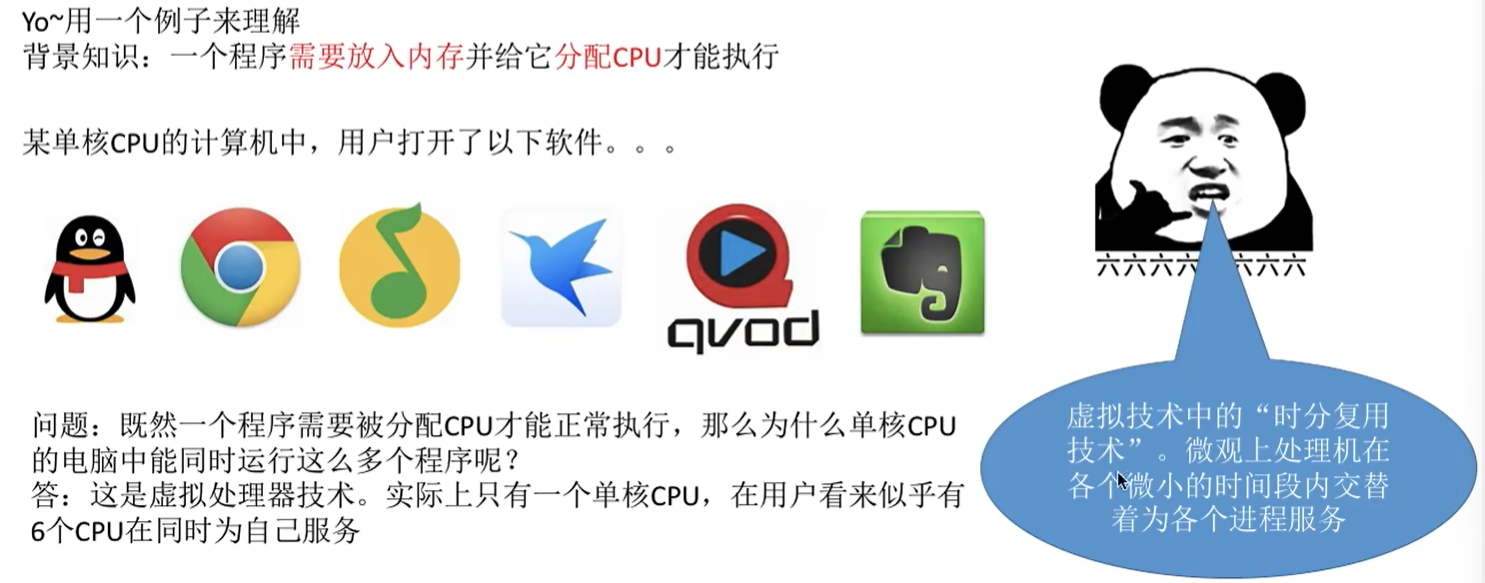 Yo~用一个例子来理解
背景知识：一个程序需要放入内存并给它分配CPU才能执行
某单核CPU的计算机中，用户打开了以下软件。。。
qvod
六六六六六六六
问题：既然一个程序需要被分配CPU才能正常执行，那么为什么单核CPU
的电脑中能同时运行这么多个程序呢？
答：这是虚拟处理器技术。实际上只有一个单核CPU，在用户看来似乎有
6个CPU在同时为自己服务
虚拟技术中的“时分复用
技术”。微观上处理机在
各个微小的时间段内交替
着为各个进程服务